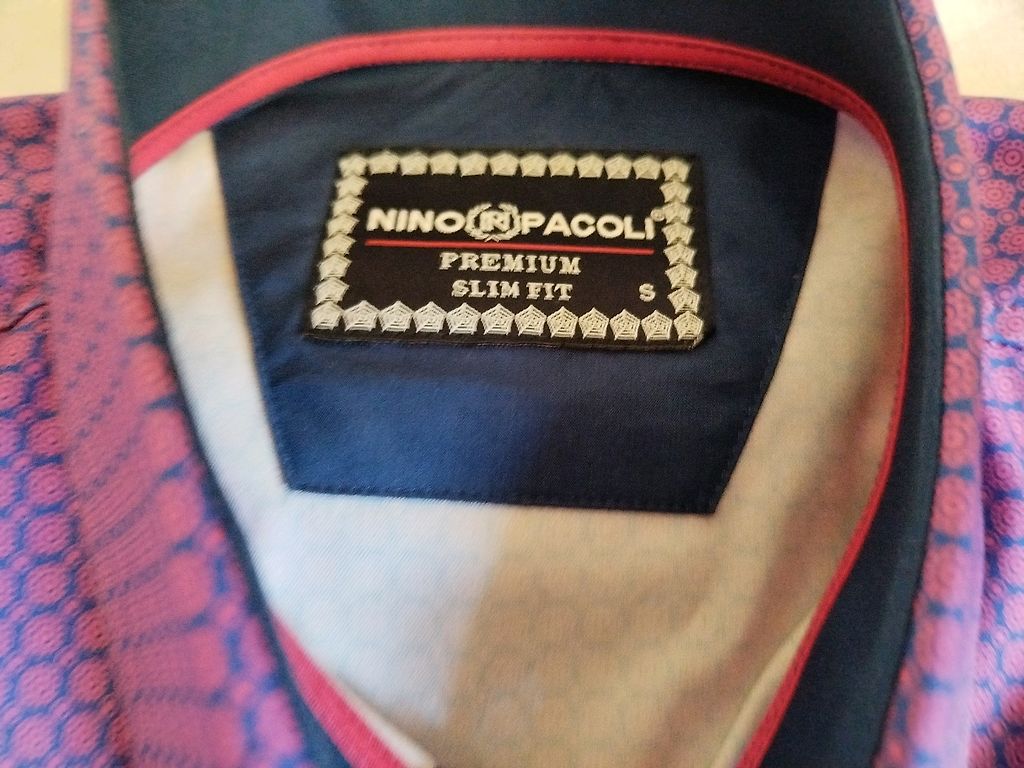 NINO PACOLI
PREMIUM
SLIM FIT S